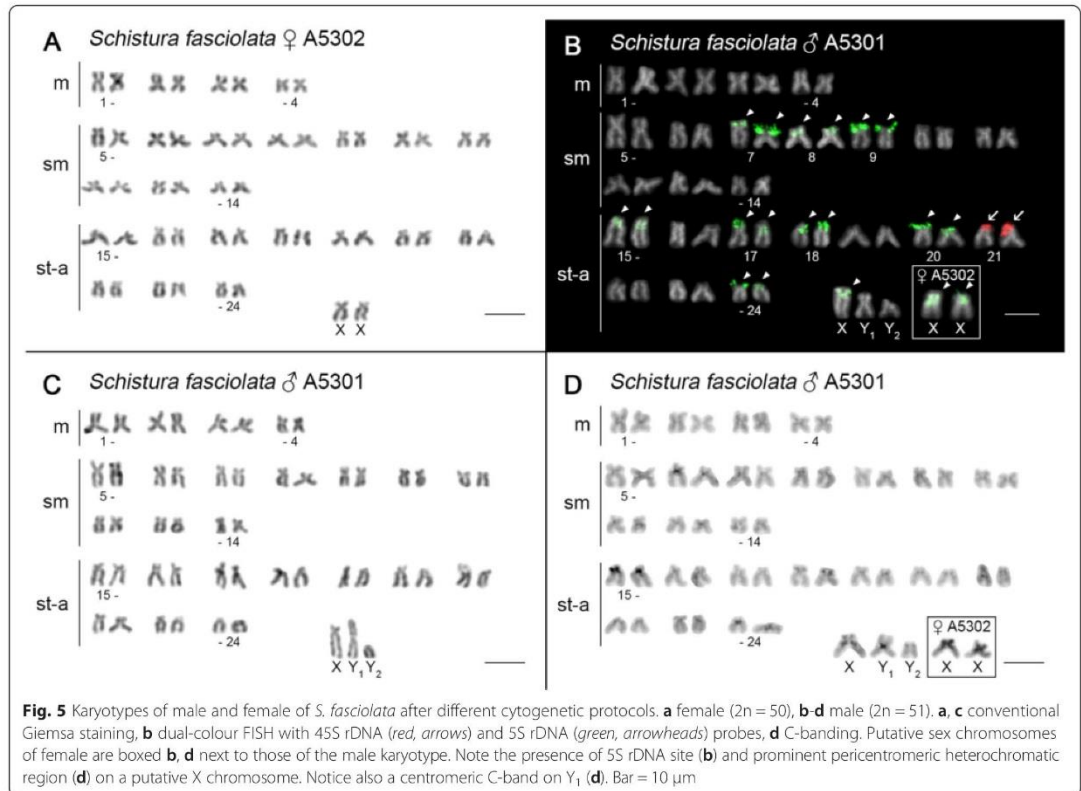 A Schistura fasciolata ♀ A5302
m
1 - - 4
sm
5 -
- 14
st-a
15 -
- 24
X X
B Schistura fasciolata ♂ A5301
m
1 - - 4
sm
5 - 7 8 9
- 14
st-a
15 - 17 18 20 21
- 24
X Y1 Y2
♀ A5302
X X
C Schistura fasciolata ♂ A5301
m
1 - - 4
sm
5 -
- 14
st-a
15 -
- 24
X Y1 Y2
D Schistura fasciolata ♂ A5301
m
1 - - 4
sm
5 -
- 14
st-a
15 -
- 24
X Y1 Y2
♀ A5302
X X
Fig. 5 Karyotypes of male and female of S. fasciolata after different cytogenetic protocols. a female (2n = 50), b-d male (2n = 51). a, c conventional
Giemsa staining, b dual-colour FISH with 45S rDNA (red, arrows) and 5S rDNA (green, arrowheads) probes, d C-banding. Putative sex chromosomes
of female are boxed b, d next to those of the male karyotype. Note the presence of 5S rDNA site (b) and prominent pericentromeric heterochromatic
region (d) on a putative X chromosome. Notice also a centromeric C-band on Y1 (d). Bar = 10 μm